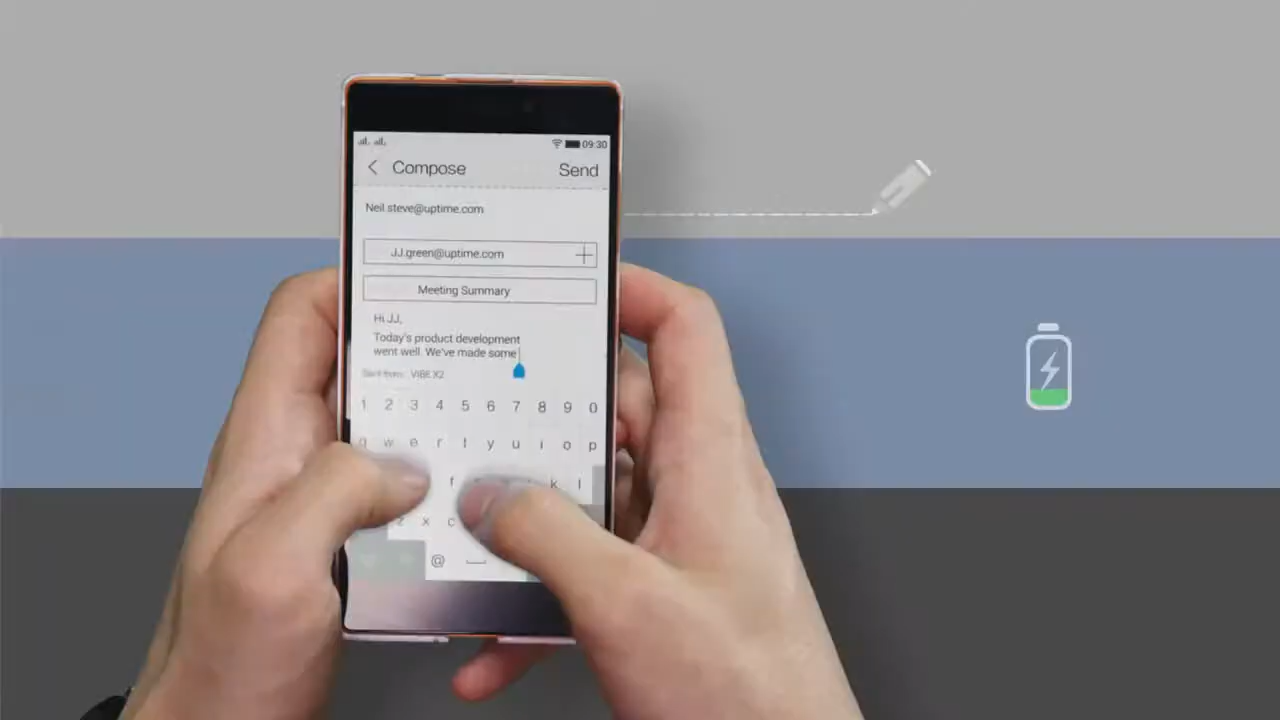 09:30
Compose
Send
Neil.steve@uptime.com
JJ.green@uptime.com
Meeting Summary
Hi JJ,
Today's product development
went well. We've made some
Sent from: VIBE X2
1 2 3 4 5 6 7 8 9 0
q w e r t y u i o p
f k l
z x c
@